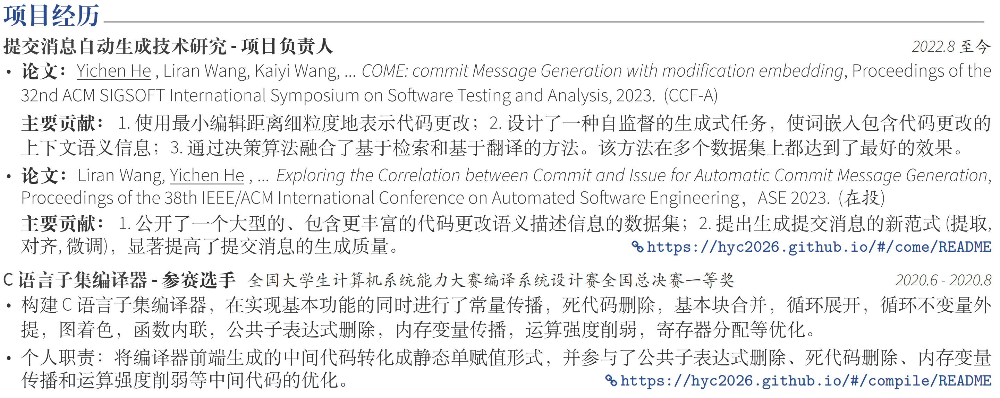 项目经历
提交消息自动生成技术研究 - 项目负责人 2022.8 至今
• 论文： Yichen He , Liran Wang, Kaiyi Wang, ... COME: commit Message Generation with modification embedding, Proceedings of the
32nd ACM SIGSOFT International Symposium on Software Testing and Analysis, 2023. (CCF-A)
主要贡献： 1. 使用最小编辑距离细粒度地表示代码更改；2. 设计了一种自监督的生成式任务，使词嵌入包含代码更改的
上下文语义信息；3. 通过决策算法融合了基于检索和基于翻译的方法。该方法在多个数据集上都达到了最好的效果。
• 论文： Liran Wang, Yichen He , ... Exploring the Correlation between Commit and Issue for Automatic Commit Message Generation,
Proceedings of the 38th IEEE/ACM International Conference on Automated Software Engineering，ASE 2023. (在投)
主要贡献： 1. 公开了一个大型的、包含更丰富的代码更改语义描述信息的数据集；2. 提出生成提交消息的新范式 (提取,
对齐, 微调)，显著提高了提交消息的生成质量。 https://hyc2026.github.io/#/come/README
C 语言子集编译器 - 参赛选手 全国大学生计算机系统能力大赛编译系统设计赛全国总决赛一等奖 2020.6 - 2020.8
• 构建 C 语言子集编译器，在实现基本功能的同时进行了常量传播，死代码删除，基本块合并，循环展开，循环不变量外
提，图着色，函数内联，公共子表达式删除，内存变量传播，运算强度削弱，寄存器分配等优化。
• 个人职责：将编译器前端生成的中间代码转化成静态单赋值形式，并参与了公共子表达式删除、死代码删除、内存变量
传播和运算强度削弱等中间代码的优化。 https://hyc2026.github.io/#/compile/README